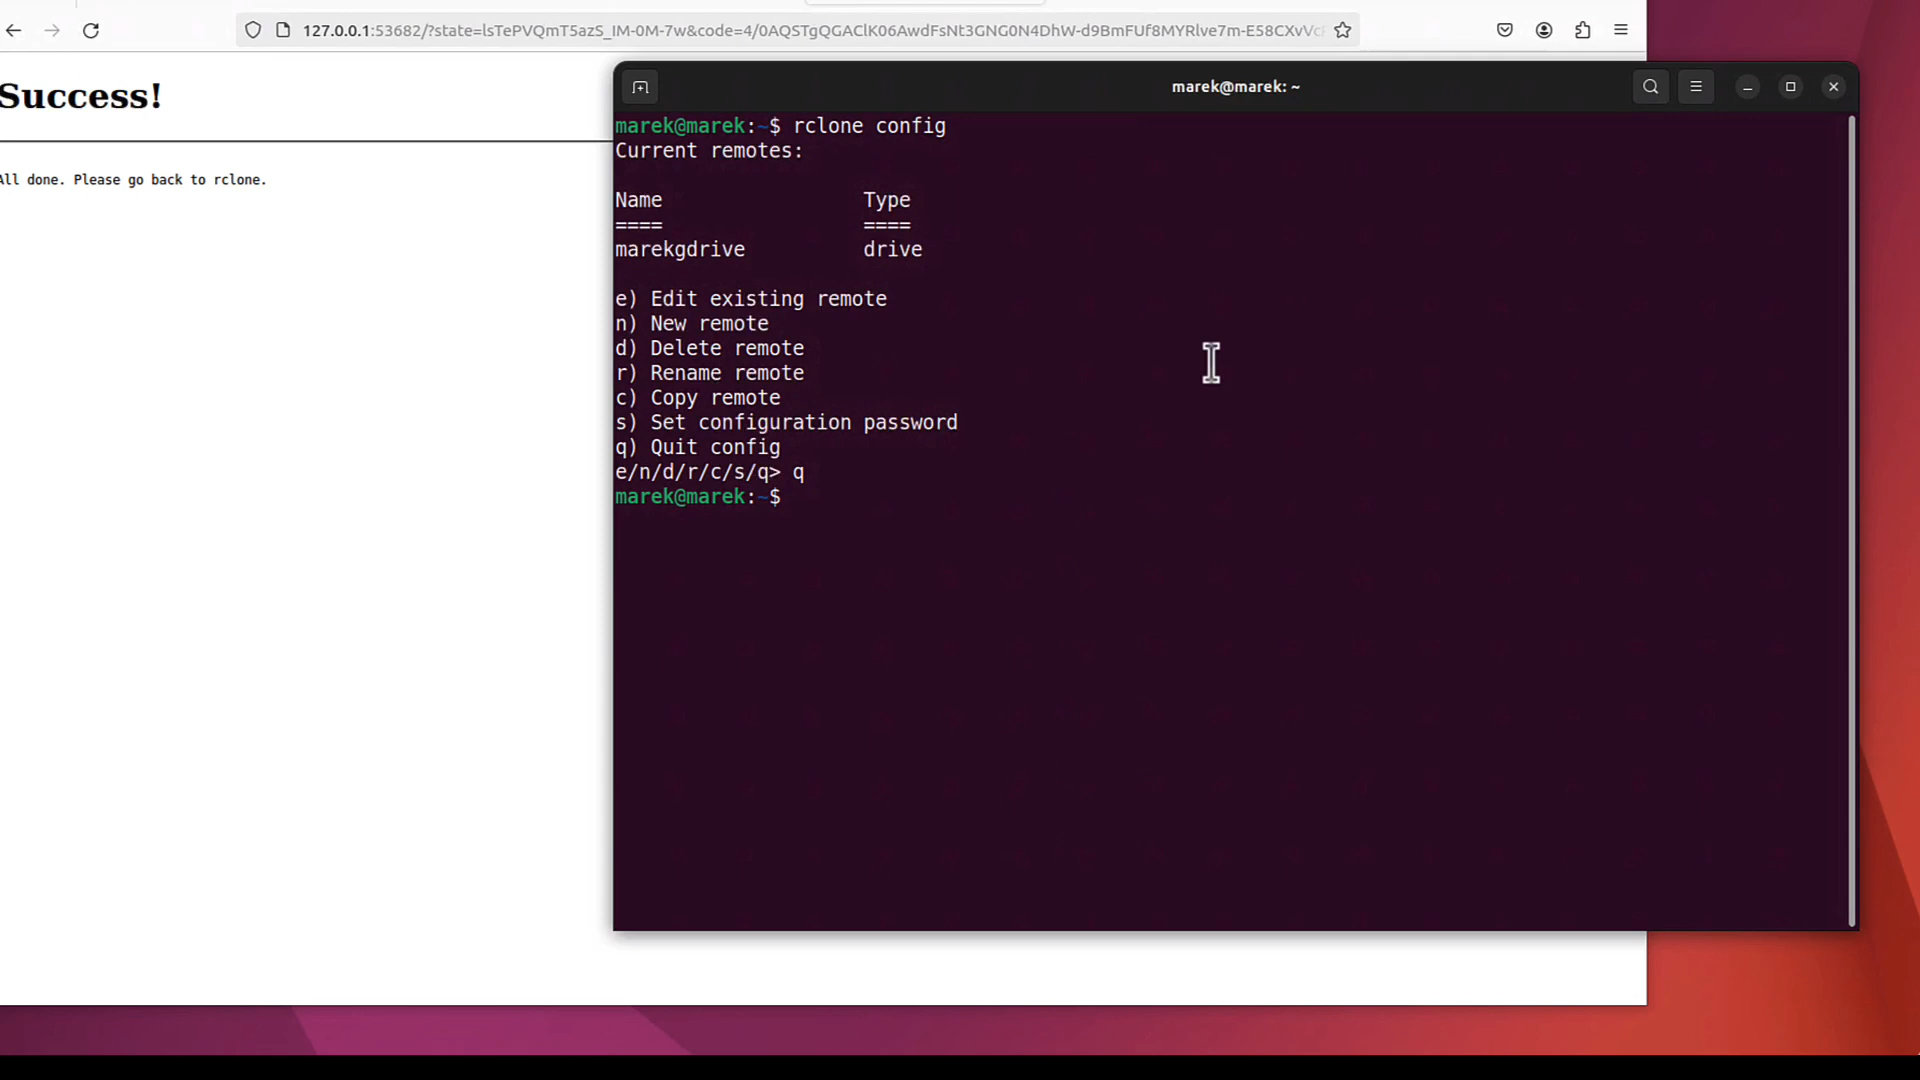 127.0.0.1:53682/?state=lsTePVQmT5azS_IM-0M-7w&code=4/0AQSTgQGAClK06AwdFsNt3GNG0N4DhW-d9BmFUf8MYRlve7m-E58CXvVc
Success!
All done. Please go back to rclone.
marek@marek: ~
marek@marek:~$ rclone config
Current remotes:
Name                 Type
====                 ====
marekgdrive          drive
e) Edit existing remote
n) New remote
d) Delete remote
r) Rename remote
c) Copy remote
s) Set configuration password
q) Quit config
e/n/d/r/c/s/q> q
marek@marek:~$